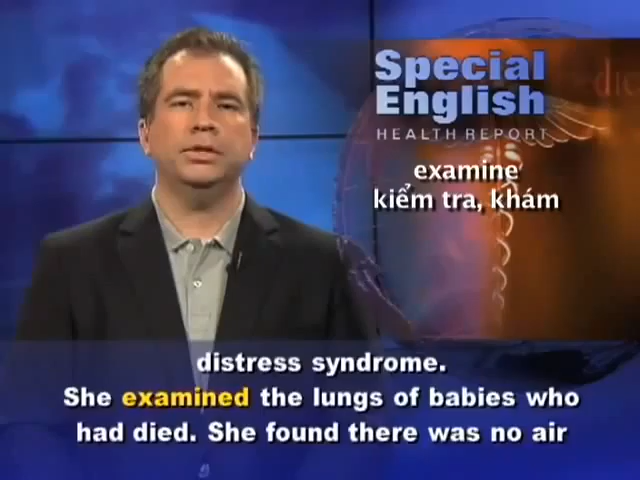 Special
English
HEALTH REPORT
examine
kiểm tra, khám
distress syndrome.
She examined the lungs of babies who
had died. She found there was no air